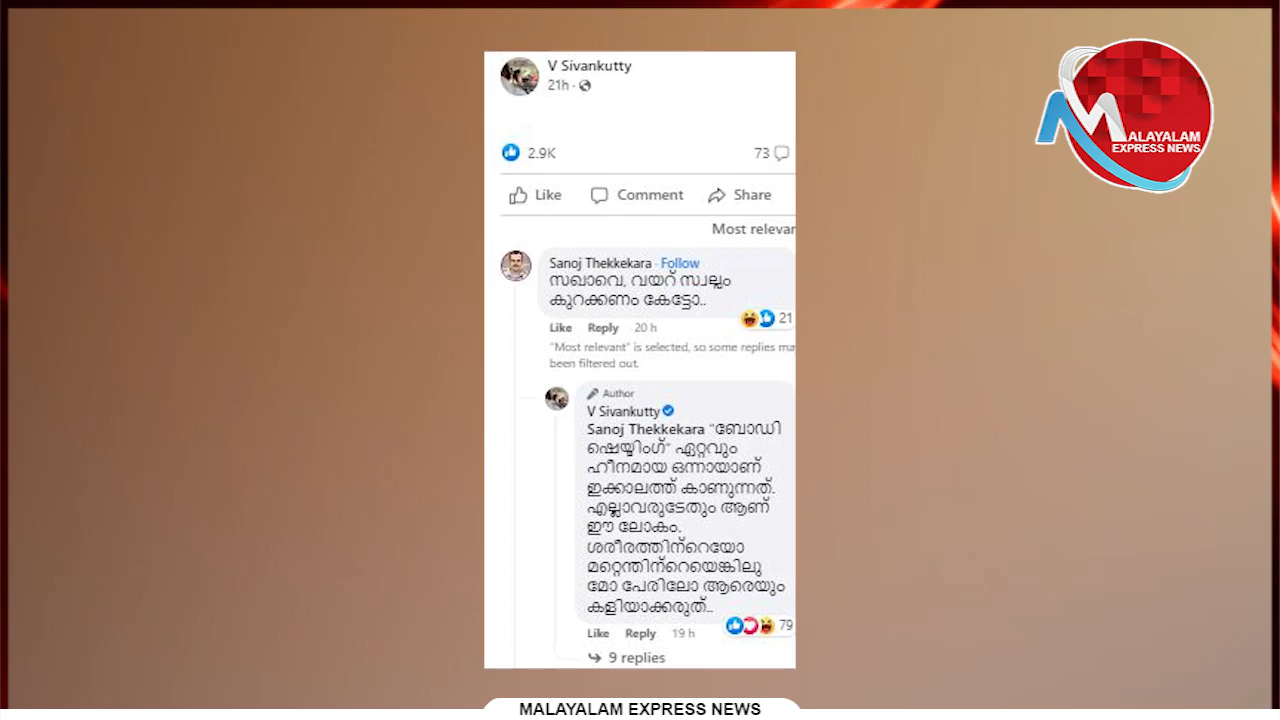 V Sivankutty
21h ·
2.9K
73
Like
Comment
Share
Most relevan
Sanoj Thekkekara · Follow
സഖാവെ, വയറ് സ്വല്പം
കുറക്കണം കേട്ടോ..
21
Like Reply 20 h
"Most relevant" is selected, so some replies ma
been filtered out.
Author
V Sivankutty
Sanoj Thekkekara "ബോഡി
ഷെയ്മിംഗ്" ഏറ്റവും
ഹീനമായ ഒന്നായാണ്
ഇക്കാലത്ത് കാണുന്നത്.
എല്ലാവരുടേതും ആണ്
ഈ ലോകം.
ശരീരത്തിന്റെയോ
മറ്റെന്തിന്റെയെങ്കിലു
മോ പേരിലോ ആരെയും
കളിയാക്കരുത്..
79
Like Reply 19 h
9 replies
MALAYALAM
EXPRESS NEWS
MALAYALAM EXPRESS NEWS